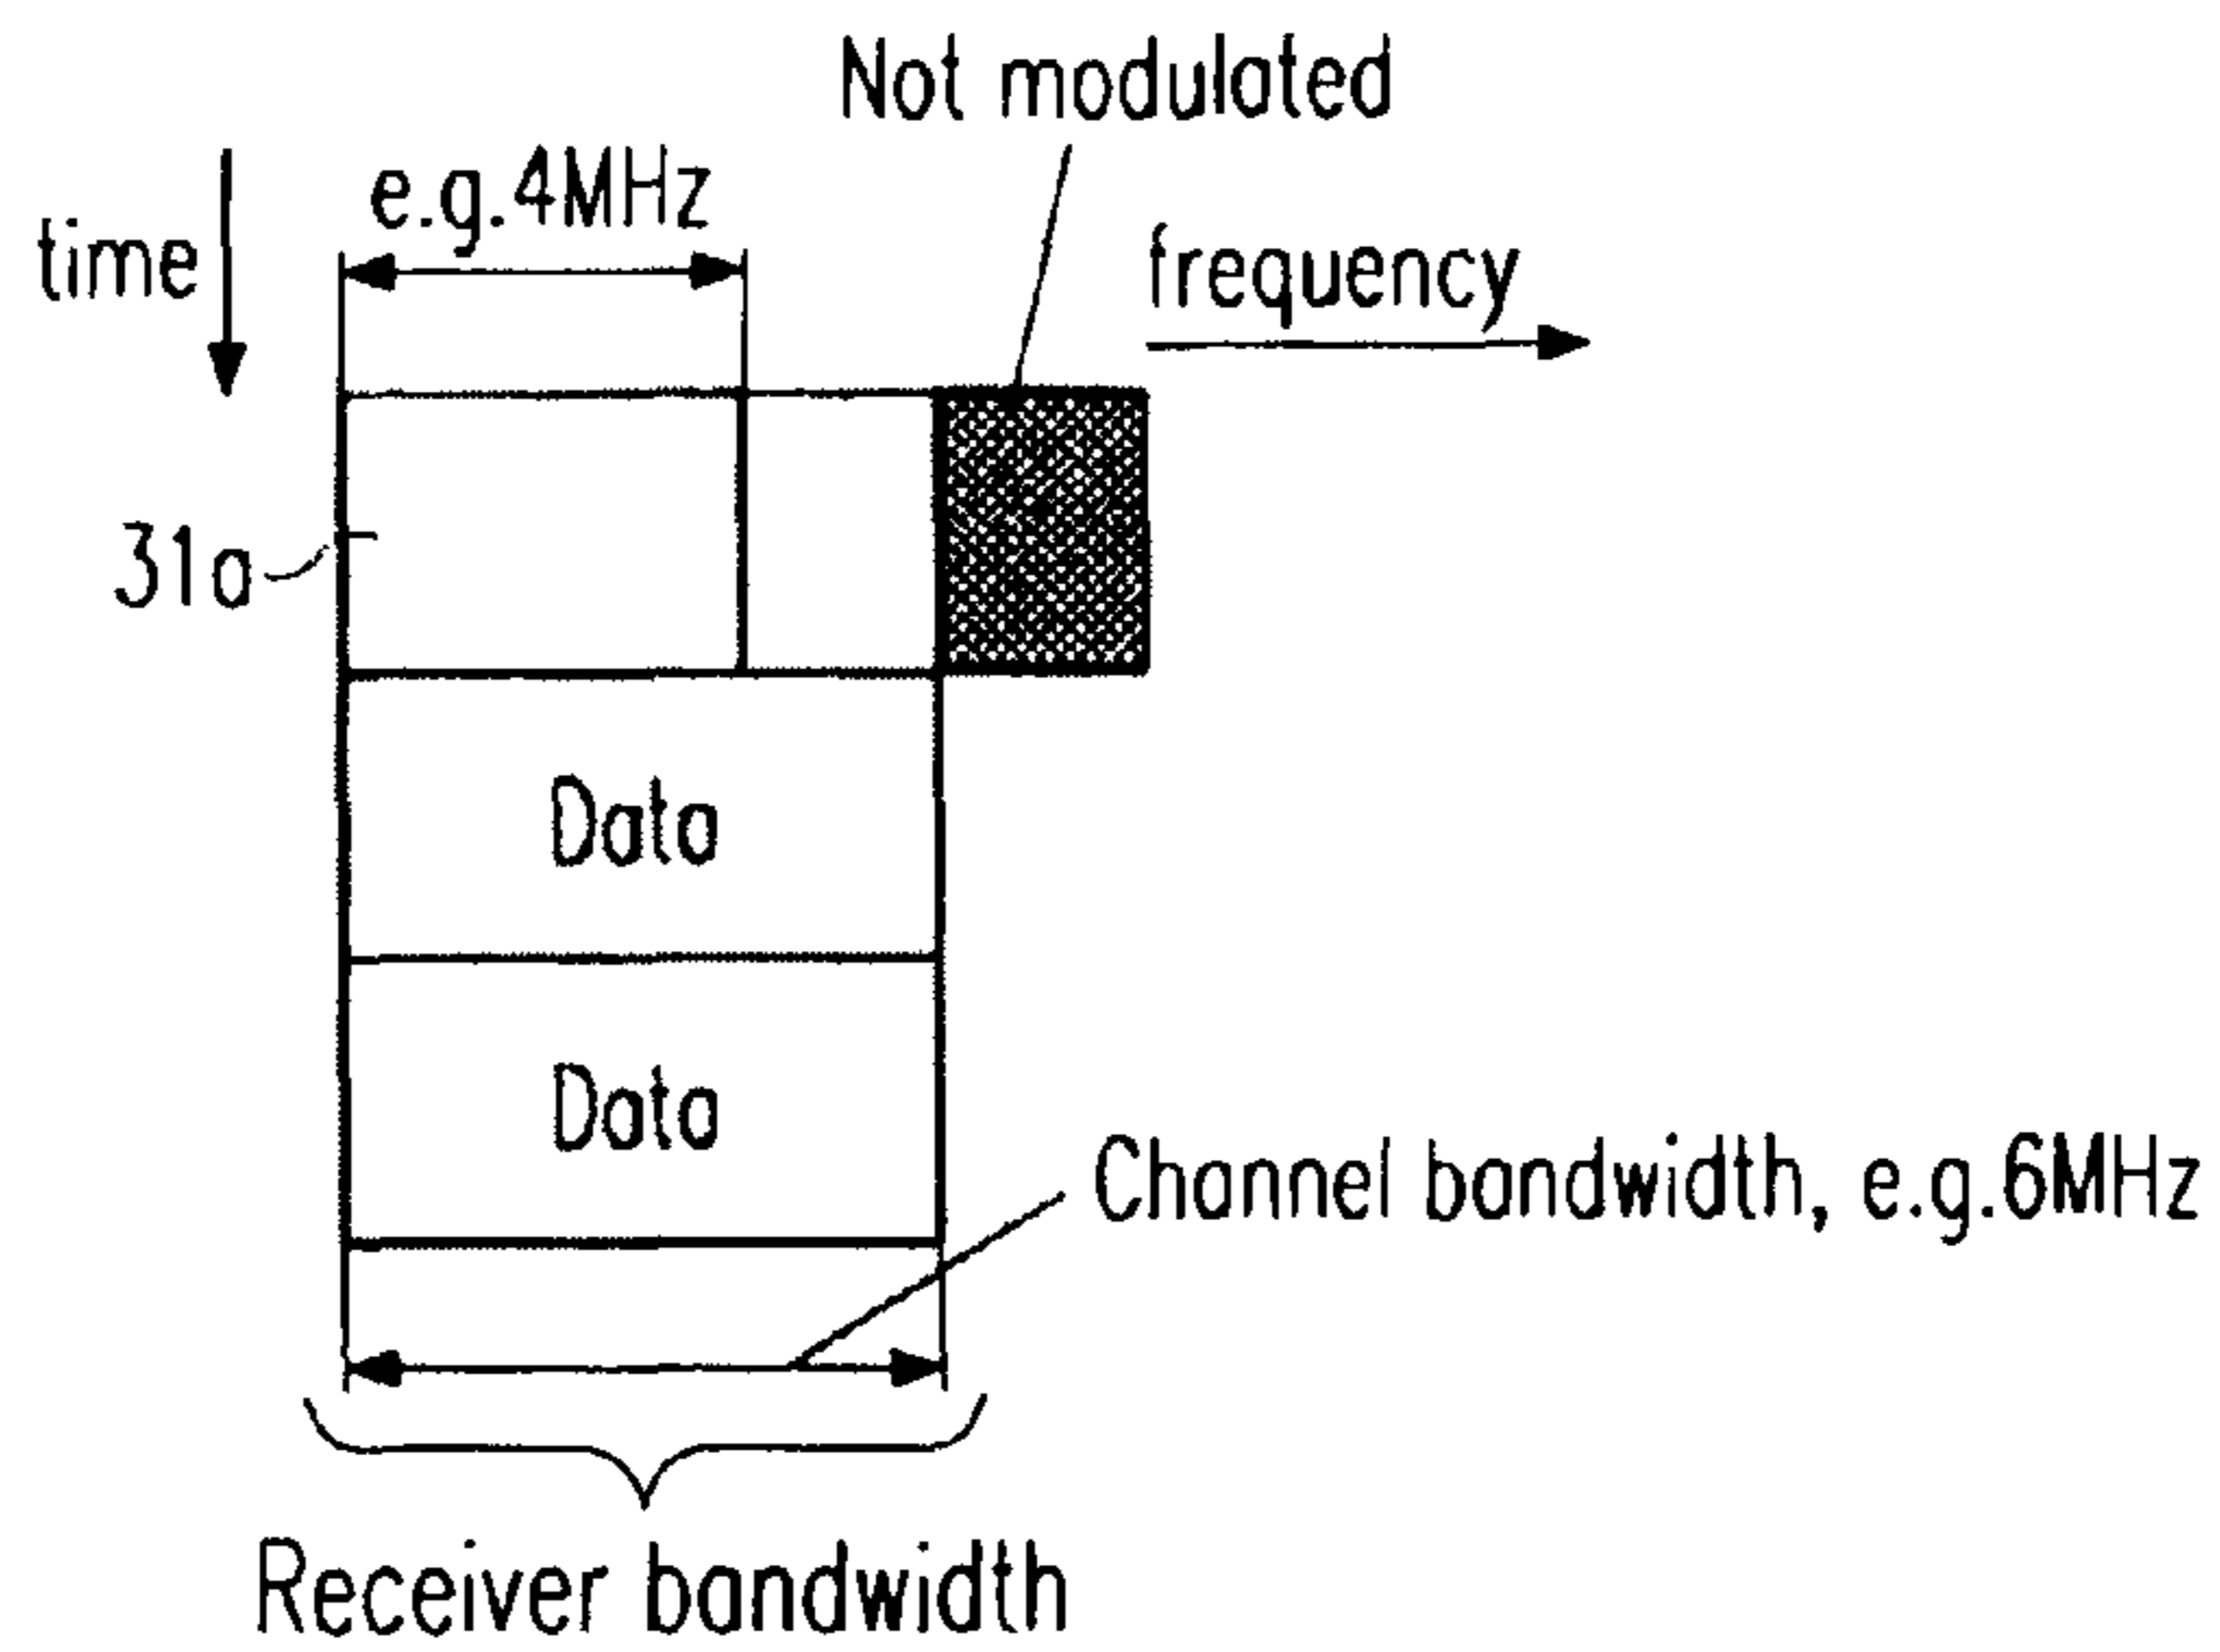 Not modulated
e.g.4MHz
time
frequency
31a
Data
Data
Channel bandwidth, e.g.6MHz
Receiver bandwidth